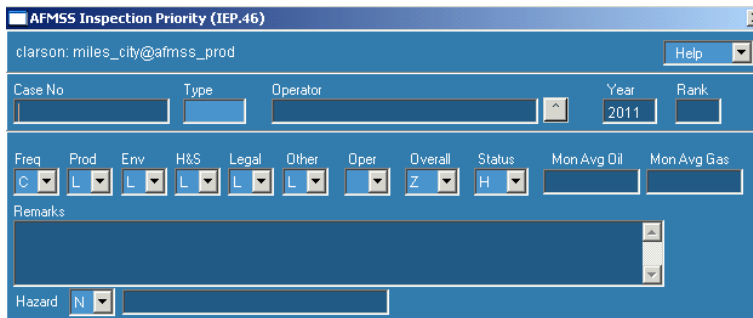 AFMSS Inspection Priority (IEP.46)
clarson: miles_city@afmss_prod Help
Case No Type Operator Year Rank
^ 2011
Freq Prod Env H&S Legal Other Oper Overall Status Mon Avg Oil Mon Avg Gas
C L L L L L Z H
Remarks
Hazard N